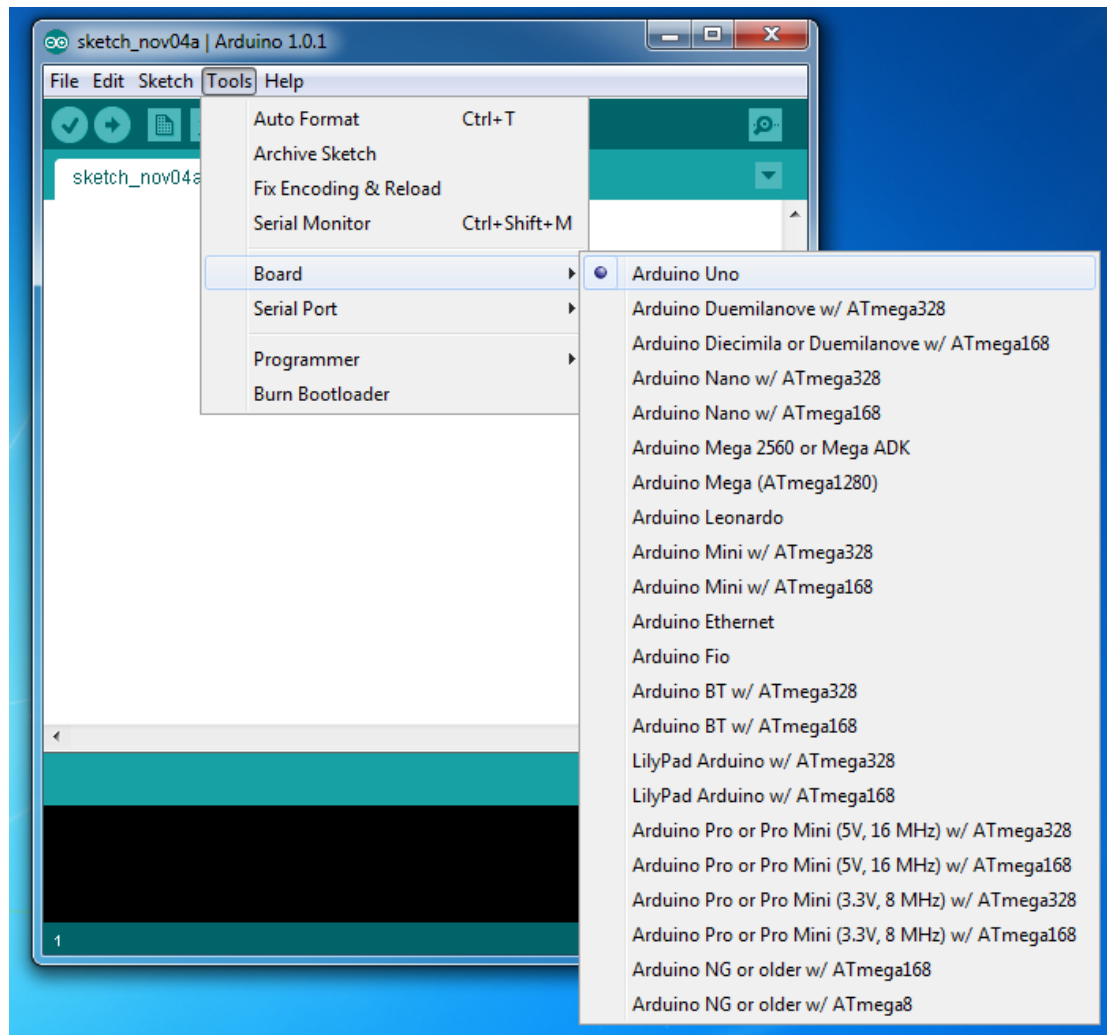 sketch_nov04a | Arduino 1.0.1
File Edit Sketch Tools Help
Auto Format Ctrl+T
Archive Sketch
sketch_nov04a
Fix Encoding & Reload
Serial Monitor Ctrl+Shift+M
Board
Serial Port
Programmer
Burn Bootloader
Arduino Uno
Arduino Duemilanove w/ ATmega328
Arduino Diecimila or Duemilanove w/ ATmega168
Arduino Nano w/ ATmega328
Arduino Nano w/ ATmega168
Arduino Mega 2560 or Mega ADK
Arduino Mega (ATmega1280)
Arduino Leonardo
Arduino Mini w/ ATmega328
Arduino Mini w/ ATmega168
Arduino Ethernet
Arduino Fio
Arduino BT w/ ATmega328
Arduino BT w/ ATmega168
LilyPad Arduino w/ ATmega328
LilyPad Arduino w/ ATmega168
Arduino Pro or Pro Mini (5V, 16 MHz) w/ ATmega328
Arduino Pro or Pro Mini (5V, 16 MHz) w/ ATmega168
Arduino Pro or Pro Mini (3.3V, 8 MHz) w/ ATmega328
Arduino Pro or Pro Mini (3.3V, 8 MHz) w/ ATmega168
Arduino NG or older w/ ATmega168
Arduino NG or older w/ ATmega8
1